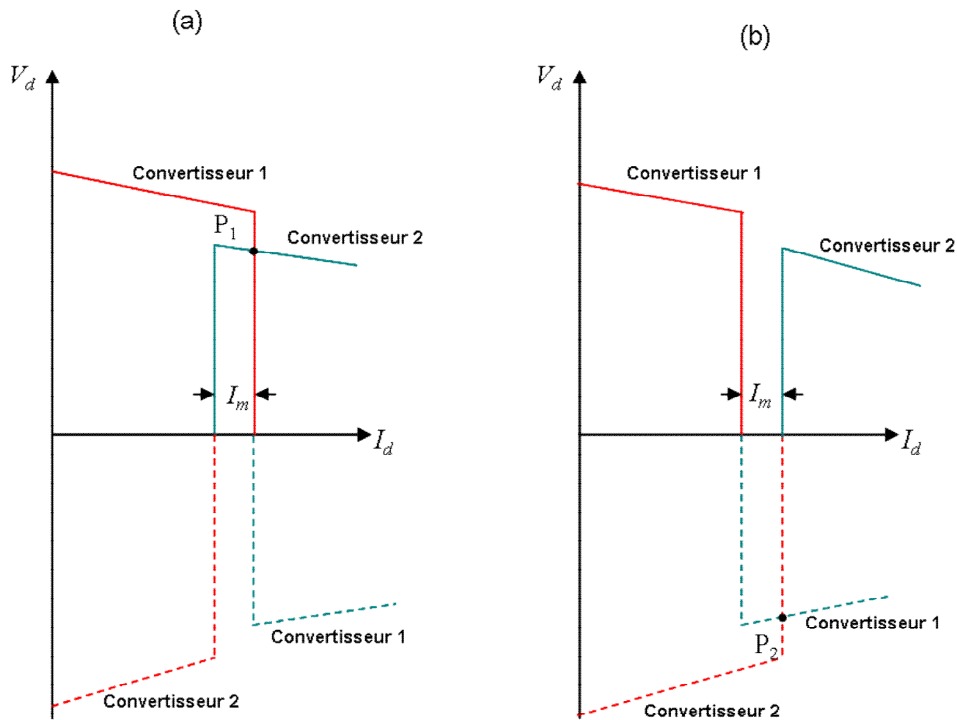 (a)
V_d
Convertisseur 1
P_1
Convertisseur 2
I_m
I_d
Convertisseur 1
Convertisseur 2
(b)
V_d
Convertisseur 1
Convertisseur 2
I_m
I_d
Convertisseur 1
P_2
Convertisseur 2